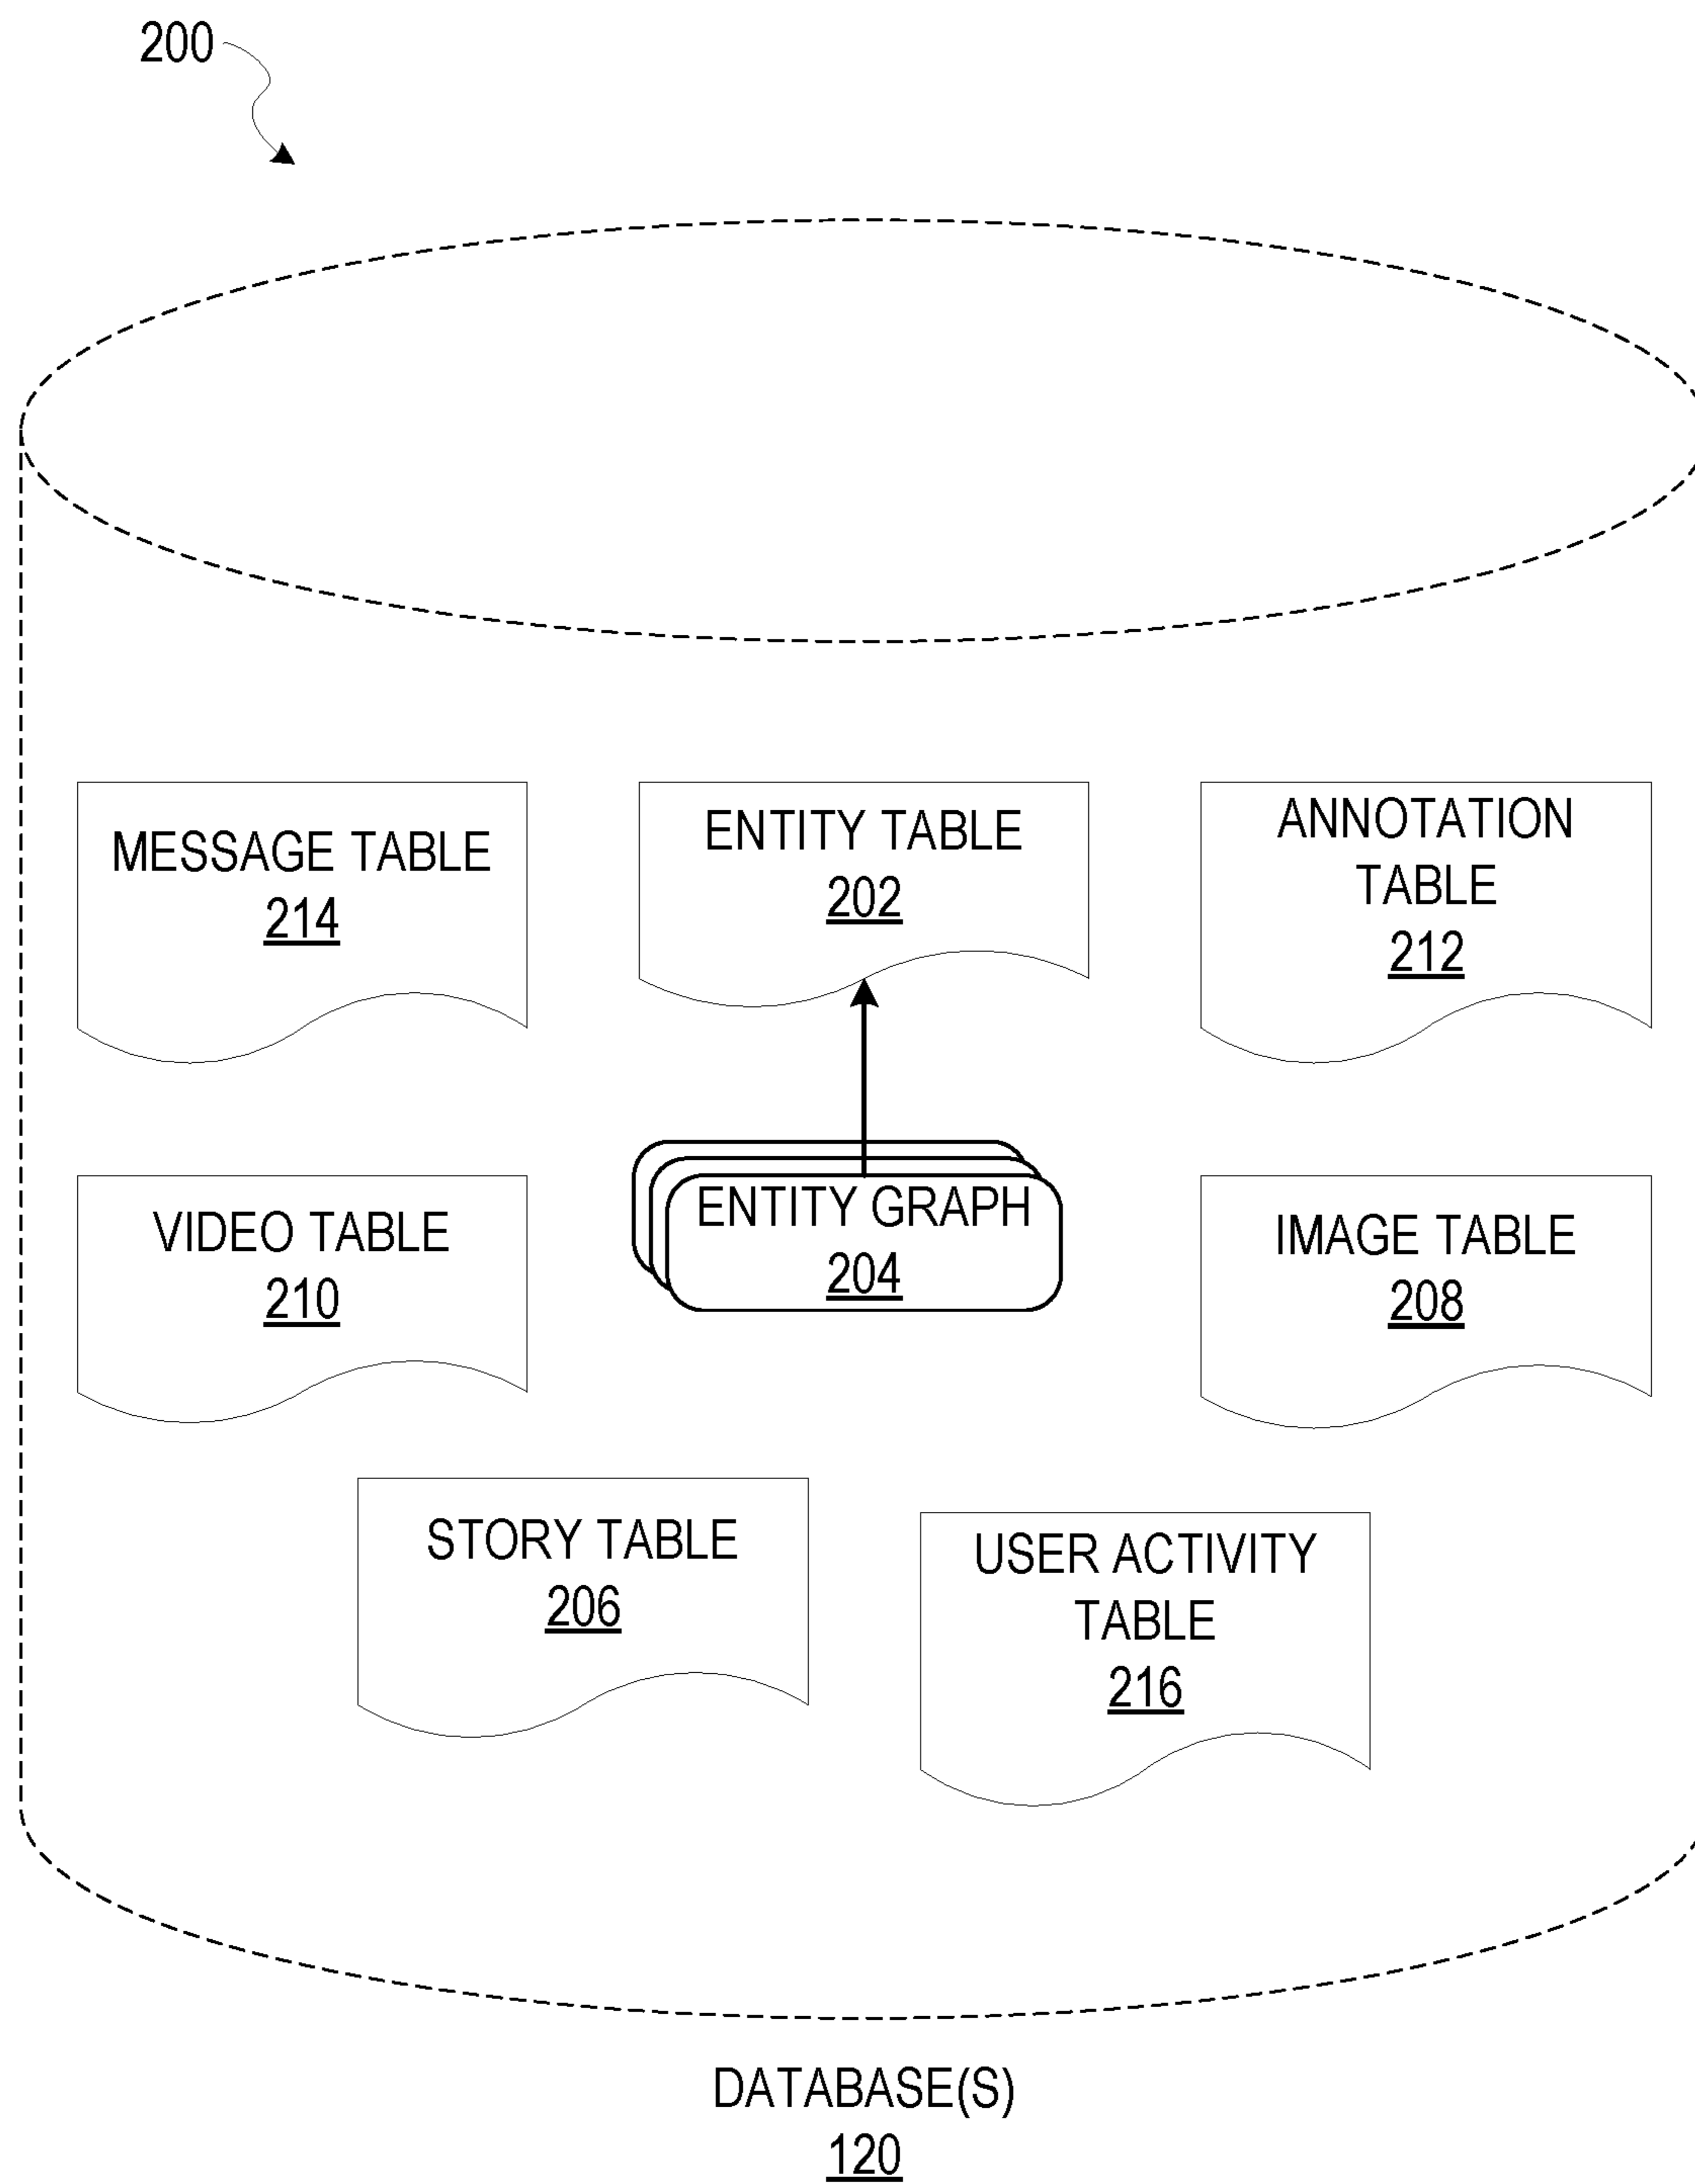 200
MESSAGE TABLE
214
ENTITY TABLE
202
ANNOTATION
TABLE
212
VIDEO TABLE
210
ENTITY GRAPH
204
IMAGE TABLE
208
STORY TABLE
206
USER ACTIVITY
TABLE
216
DATABASE(S)
120